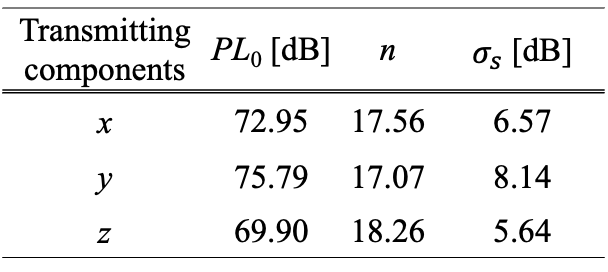 Transmitting components PL₀ [dB] n σₛ [dB]
x 72.95 17.56 6.57
y 75.79 17.07 8.14
z 69.90 18.26 5.64